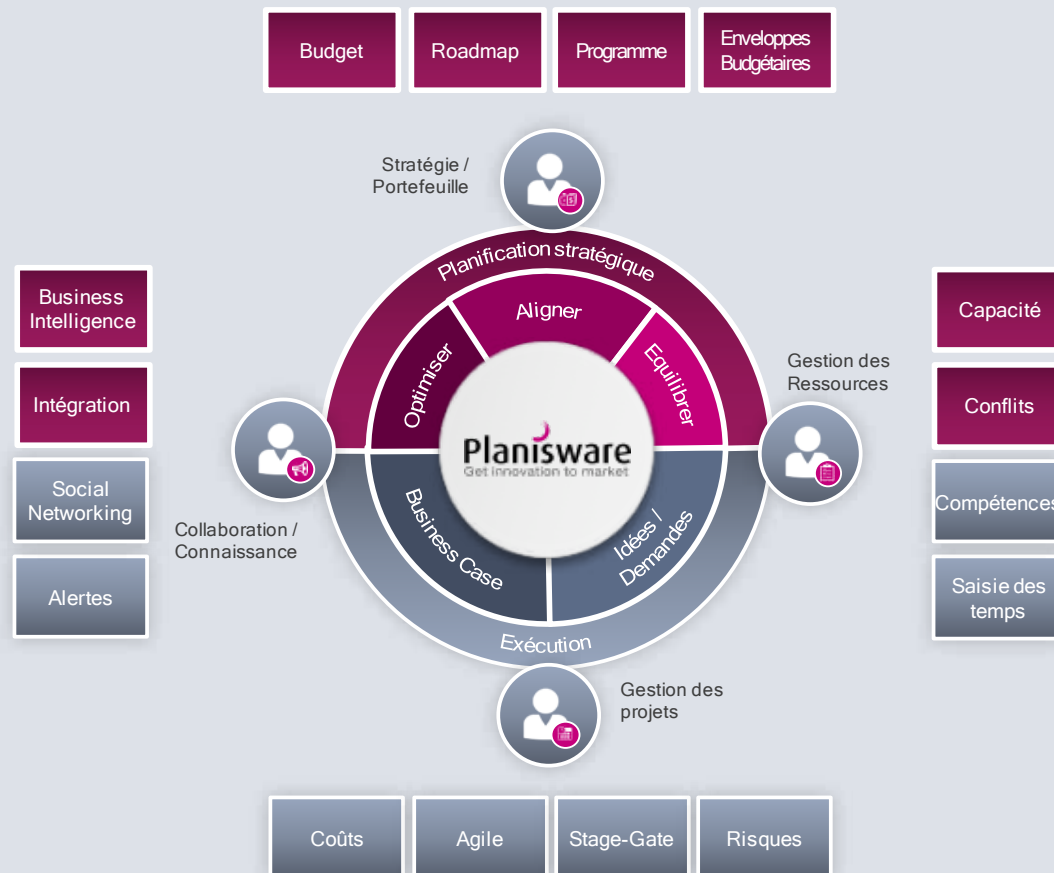 Budget
Roadmap
Programme
Enveloppes
Budgétaires
Stratégie /
Portefeuille
Planification stratégique
Aligner
Optimiser
Equilibrer
Business
Intelligence
Intégration
Social
Networking
Alertes
Capacité
Conflits
Compétences
Saisie des
temps
Gestion des
Ressources
Planisware
Get innovation to market
Collaboration /
Connaissance
Business Case
Idées /
Demandes
Exécution
Gestion des
projets
Coûts
Agile
Stage-Gate
Risques